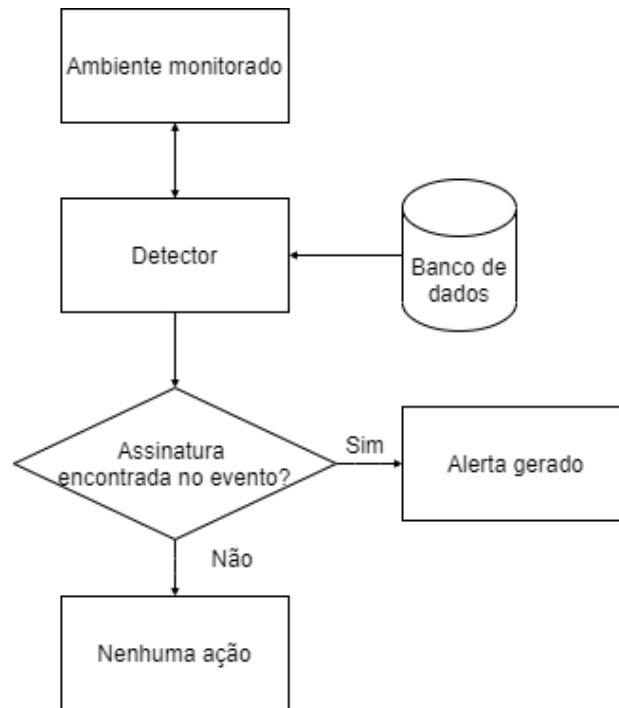 Ambiente monitorado
Detector
Banco de
dados
Assinatura
encontrada no evento?
Sim
Alerta gerado
Não
Nenhuma ação